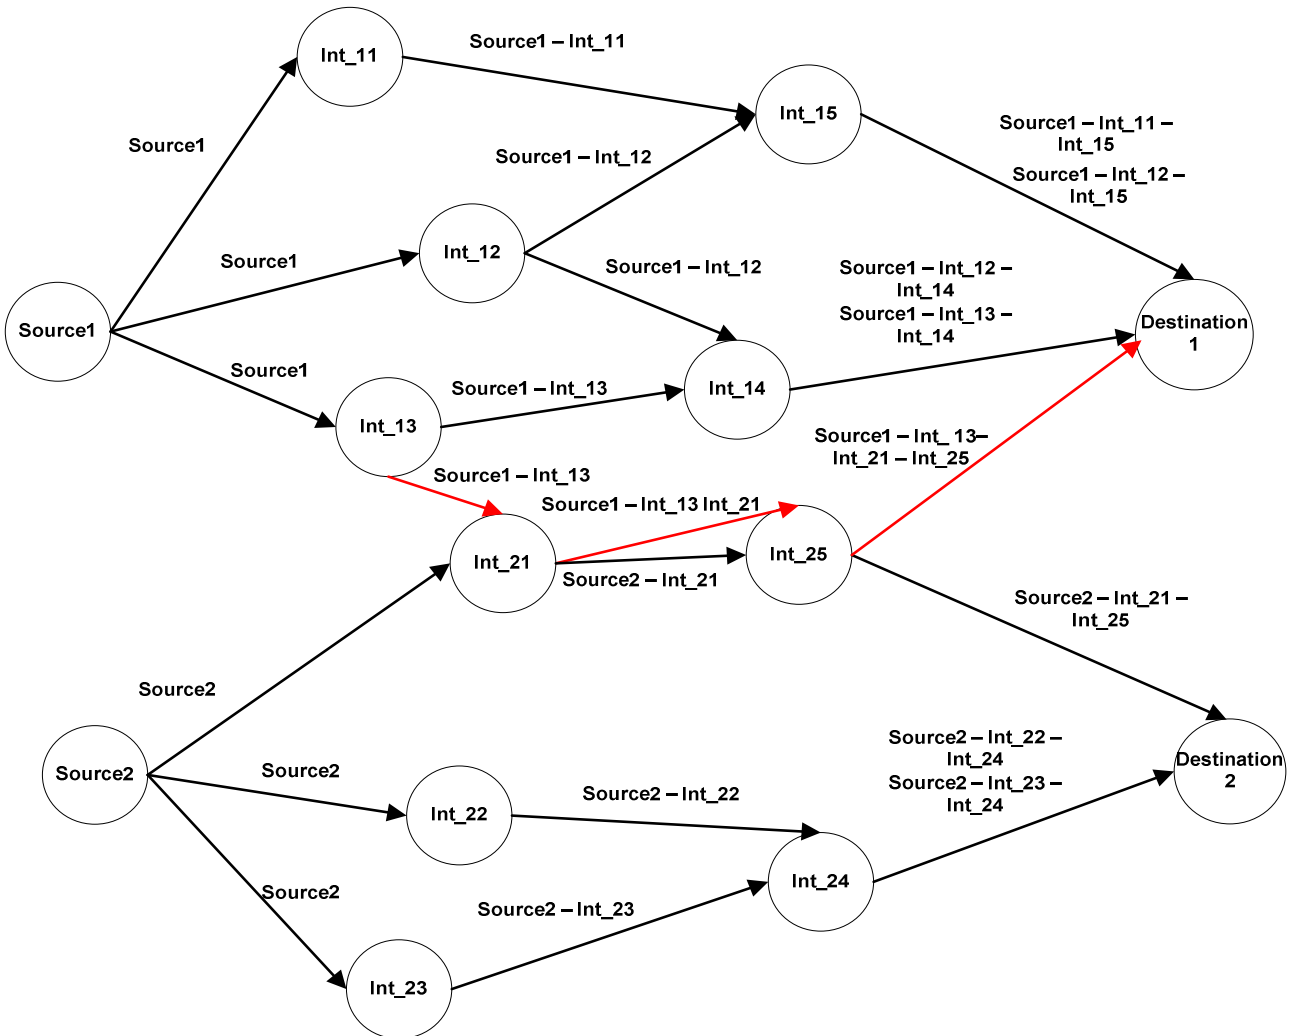 Int_11
Source1 – Int_11
Int_15
Source1 – Int_11 –
Int_15
Source1 – Int_12 –
Int_15
Source1
Source1 – Int_12
Int_12
Source1
Source1 – Int_12
Source1 – Int_12 –
Int_14
Source1 – Int_13 –
Int_14
Source1
Destination
1
Source1
Source1 – Int_13
Int_14
Int_13
Source1 – Int_ 13–
Int_21 – Int_25
Source1 – Int_13
Source1 – Int_13 Int_21
Int_21
Int_25
Source2 – Int_21
Source2 – Int_21 –
Int_25
Source2
Source2
Source2
Source2 – Int_22 –
Int_24
Source2 – Int_23 –
Int_24
Destination
2
Int_22
Source2 – Int_22
Source2
Int_24
Source2 – Int_23
Int_23